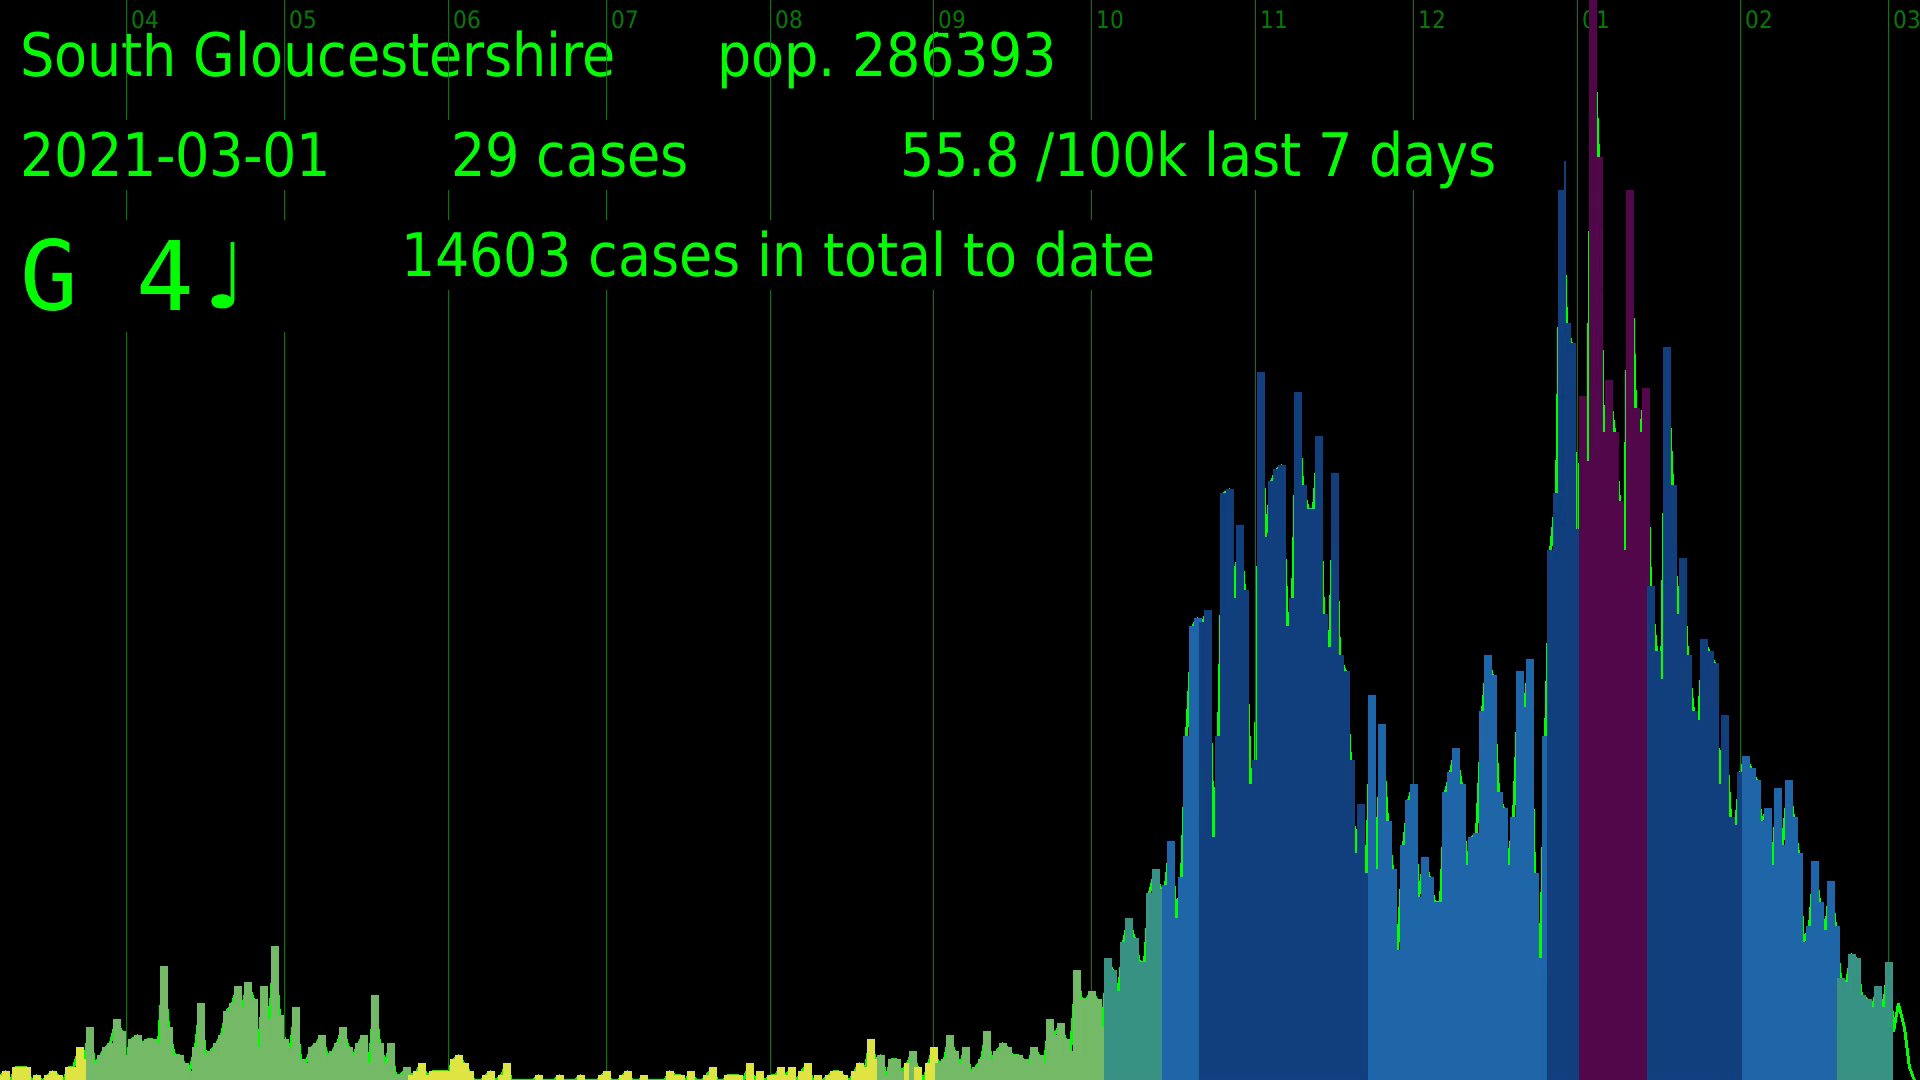 04 05 06 07 08 09 10 11 12 01 02 03
South Gloucestershire pop. 286393
2021-03-01 29 cases 55.8 /100k last 7 days
G 4♩ 14603 cases in total to date